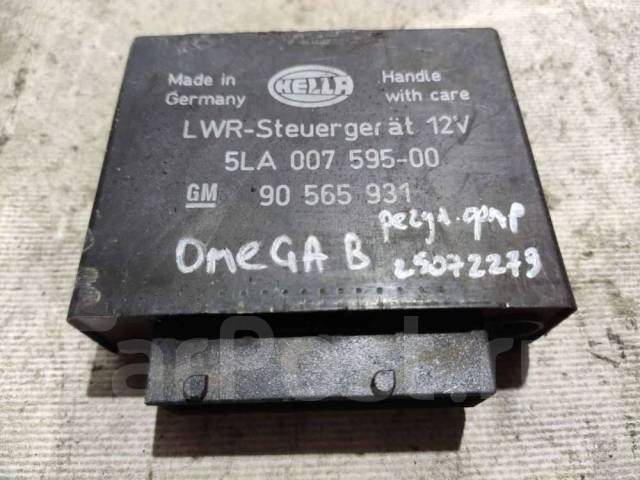 Made in
Germany
HELLA
Handle
with care
LWR-Steuergerät 12V
5LA 007 595-00
GM 90 565 931
OMEGA B
регул. фар
25072279